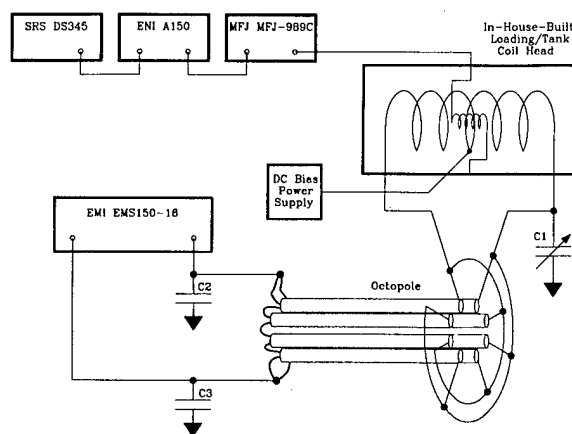 SRS DS345
ENI A150
MFJ MFJ-989C
In-House-Built
Loading/Tank
Coil Head
DC Bias
Power
Supply
EMI EMS150-16
C1
C2
Octopole
C3